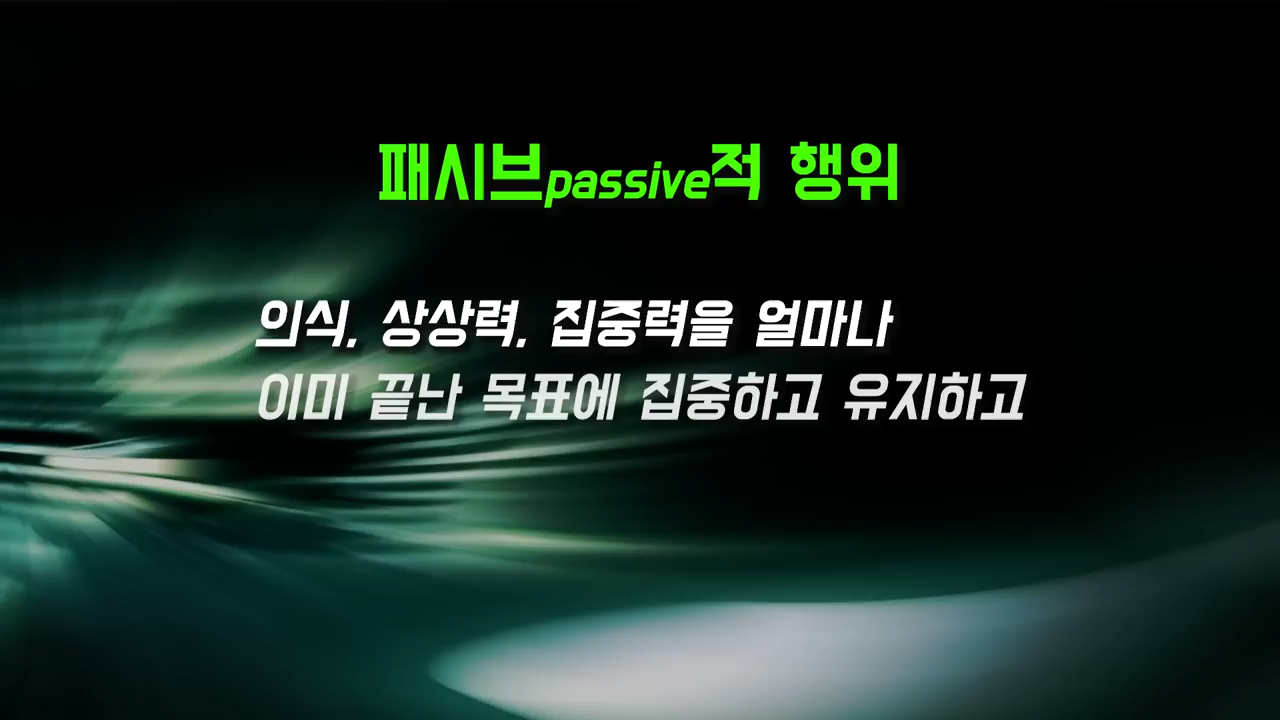 패시브passive적 행위
의식, 상상력, 집중력을 얼마나
이미 끝난 목표에 집중하고 유지하고